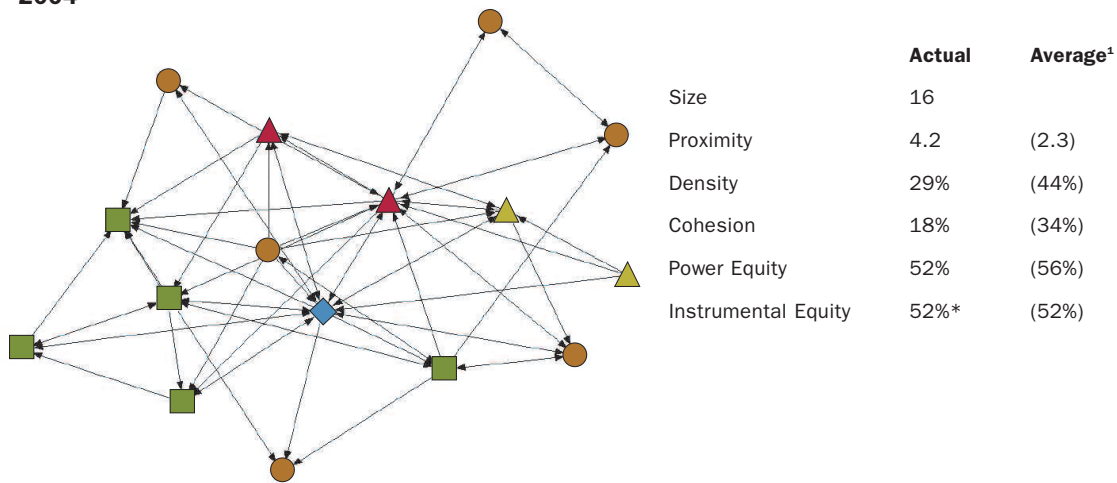 Actual Average¹
Size 16
Proximity 4.2 (2.3)
Density 29% (44%)
Cohesion 18% (34%)
Power Equity 52% (56%)
Instrumental Equity 52%* (52%)